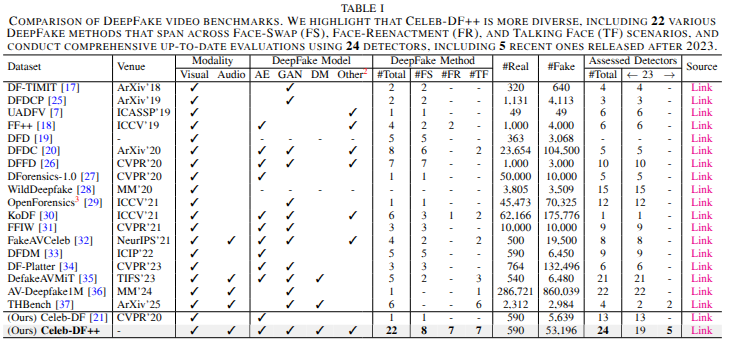 TABLE I
COMPARISON OF DEEPFAKE VIDEO BENCHMARKS. WE HIGHLIGHT THAT CELEB-DF++ IS MORE DIVERSE, INCLUDING 22 VARIOUS
DEEPFAKE METHODS THAT SPAN ACROSS FACE-SWAP (FS), FACE-REENACTMENT (FR), AND TALKING FACE (TF) SCENARIOS, AND
CONDUCT COMPREHENSIVE UP-TO-DATE EVALUATIONS USING 24 DETECTORS, INCLUDING 5 RECENT ONES RELEASED AFTER 2023.
Dataset Venue Modality DeepFake Model DeepFake Method #Real #Fake Assessed Detectors Source
Visual Audio AE GAN DM Other2 #Total #FS #FR #TF #Total ← 23 →
DF-TIMIT [17] ArXiv'18 ✓ ✓ 2 2 - - 320 640 4 4 - Link
DFDCP [25] ArXiv'19 ✓ ✓ 2 2 - - 1,131 4,113 3 3 - Link
UADFV [7] ICASSP'19 ✓ ✓ 1 1 - - 49 49 6 6 - Link
FF++ [18] ICCV'19 ✓ ✓ ✓ 4 2 2 - 1,000 4,000 6 6 - Link
DFD [19] - ✓ - - - - 5 5 - - 363 3,068 - - - Link
DFDC [20] ArXiv'20 ✓ ✓ ✓ ✓ 8 6 - 2 23,654 104,500 5 5 - Link
DFFD [26] CVPR'20 ✓ ✓ ✓ ✓ 7 7 - - 1,000 3,000 10 10 - Link
DForensics-1.0 [27] CVPR'20 ✓ ✓ 1 1 - - 50,000 10,000 5 5 - Link
WildDeepfake [28] MM'20 ✓ - - - - - - - - 3,805 3,509 15 15 - Link
OpenForensics3 [29] ICCV'21 ✓ ✓ 1 1 - - 45,473 70,325 12 12 - Link
KoDF [30] ICCV'21 ✓ ✓ ✓ ✓ 6 3 1 2 62,166 175,776 1 1 - Link
FFIW [31] CVPR'21 ✓ ✓ ✓ 3 3 - - 10,000 10,000 9 9 - Link
FakeAVCeleb [32] NeurIPS'21 ✓ ✓ ✓ ✓ ✓ 4 2 - 2 500 19,500 8 8 - Link
DFDM [33] ICIP'22 ✓ ✓ 5 5 - - 590 6,450 9 9 - Link
DF-Platter [34] CVPR'23 ✓ ✓ ✓ 3 3 - - 764 132,496 6 6 - Link
DefakeAVMiT [35] TIFS'23 ✓ ✓ ✓ ✓ ✓ 5 2 - 3 540 6,480 21 21 - Link
AV-Deepfake1M [36] MM'24 ✓ ✓ ✓ 1 - - 1 286,721 860,039 22 22 - Link
THBench [37] ArXiv'25 ✓ ✓ ✓ ✓ 6 - - 6 2,312 2,984 4 2 2 Link
(Ours) Celeb-DF [21] CVPR'20 ✓ ✓ 1 1 - - 590 5,639 13 13 - Link
(Ours) Celeb-DF++ - ✓ ✓ ✓ ✓ ✓ ✓ 22 8 7 7 590 53,196 24 19 5 Link